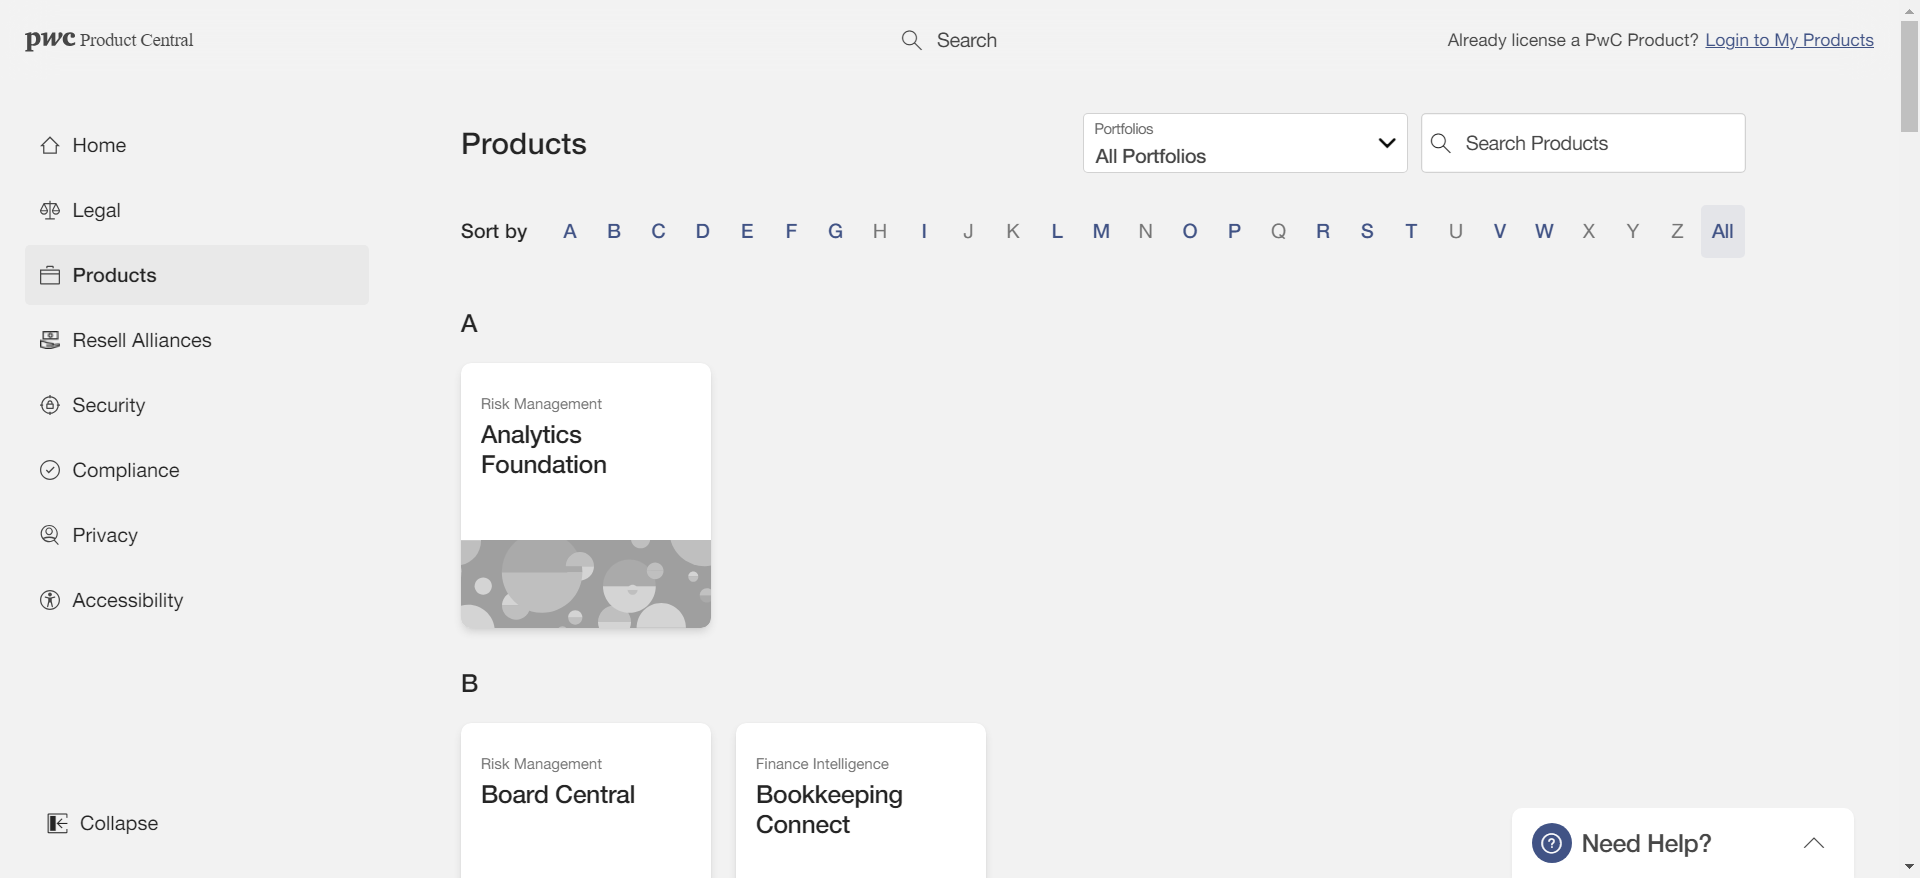 pwc Product Central
Search
Already license a PwC Product? Login to My Products
Home
Legal
Products
Resell Alliances
Security
Compliance
Privacy
Accessibility
Collapse
Products
Portfolios
All Portfolios
Search Products
Sort by A B C D E F G H I J K L M N O P Q R S T U V W X Y Z All
A
Risk Management
Analytics
Foundation
B
Risk Management
Board Central
Finance Intelligence
Bookkeeping
Connect
Need Help?